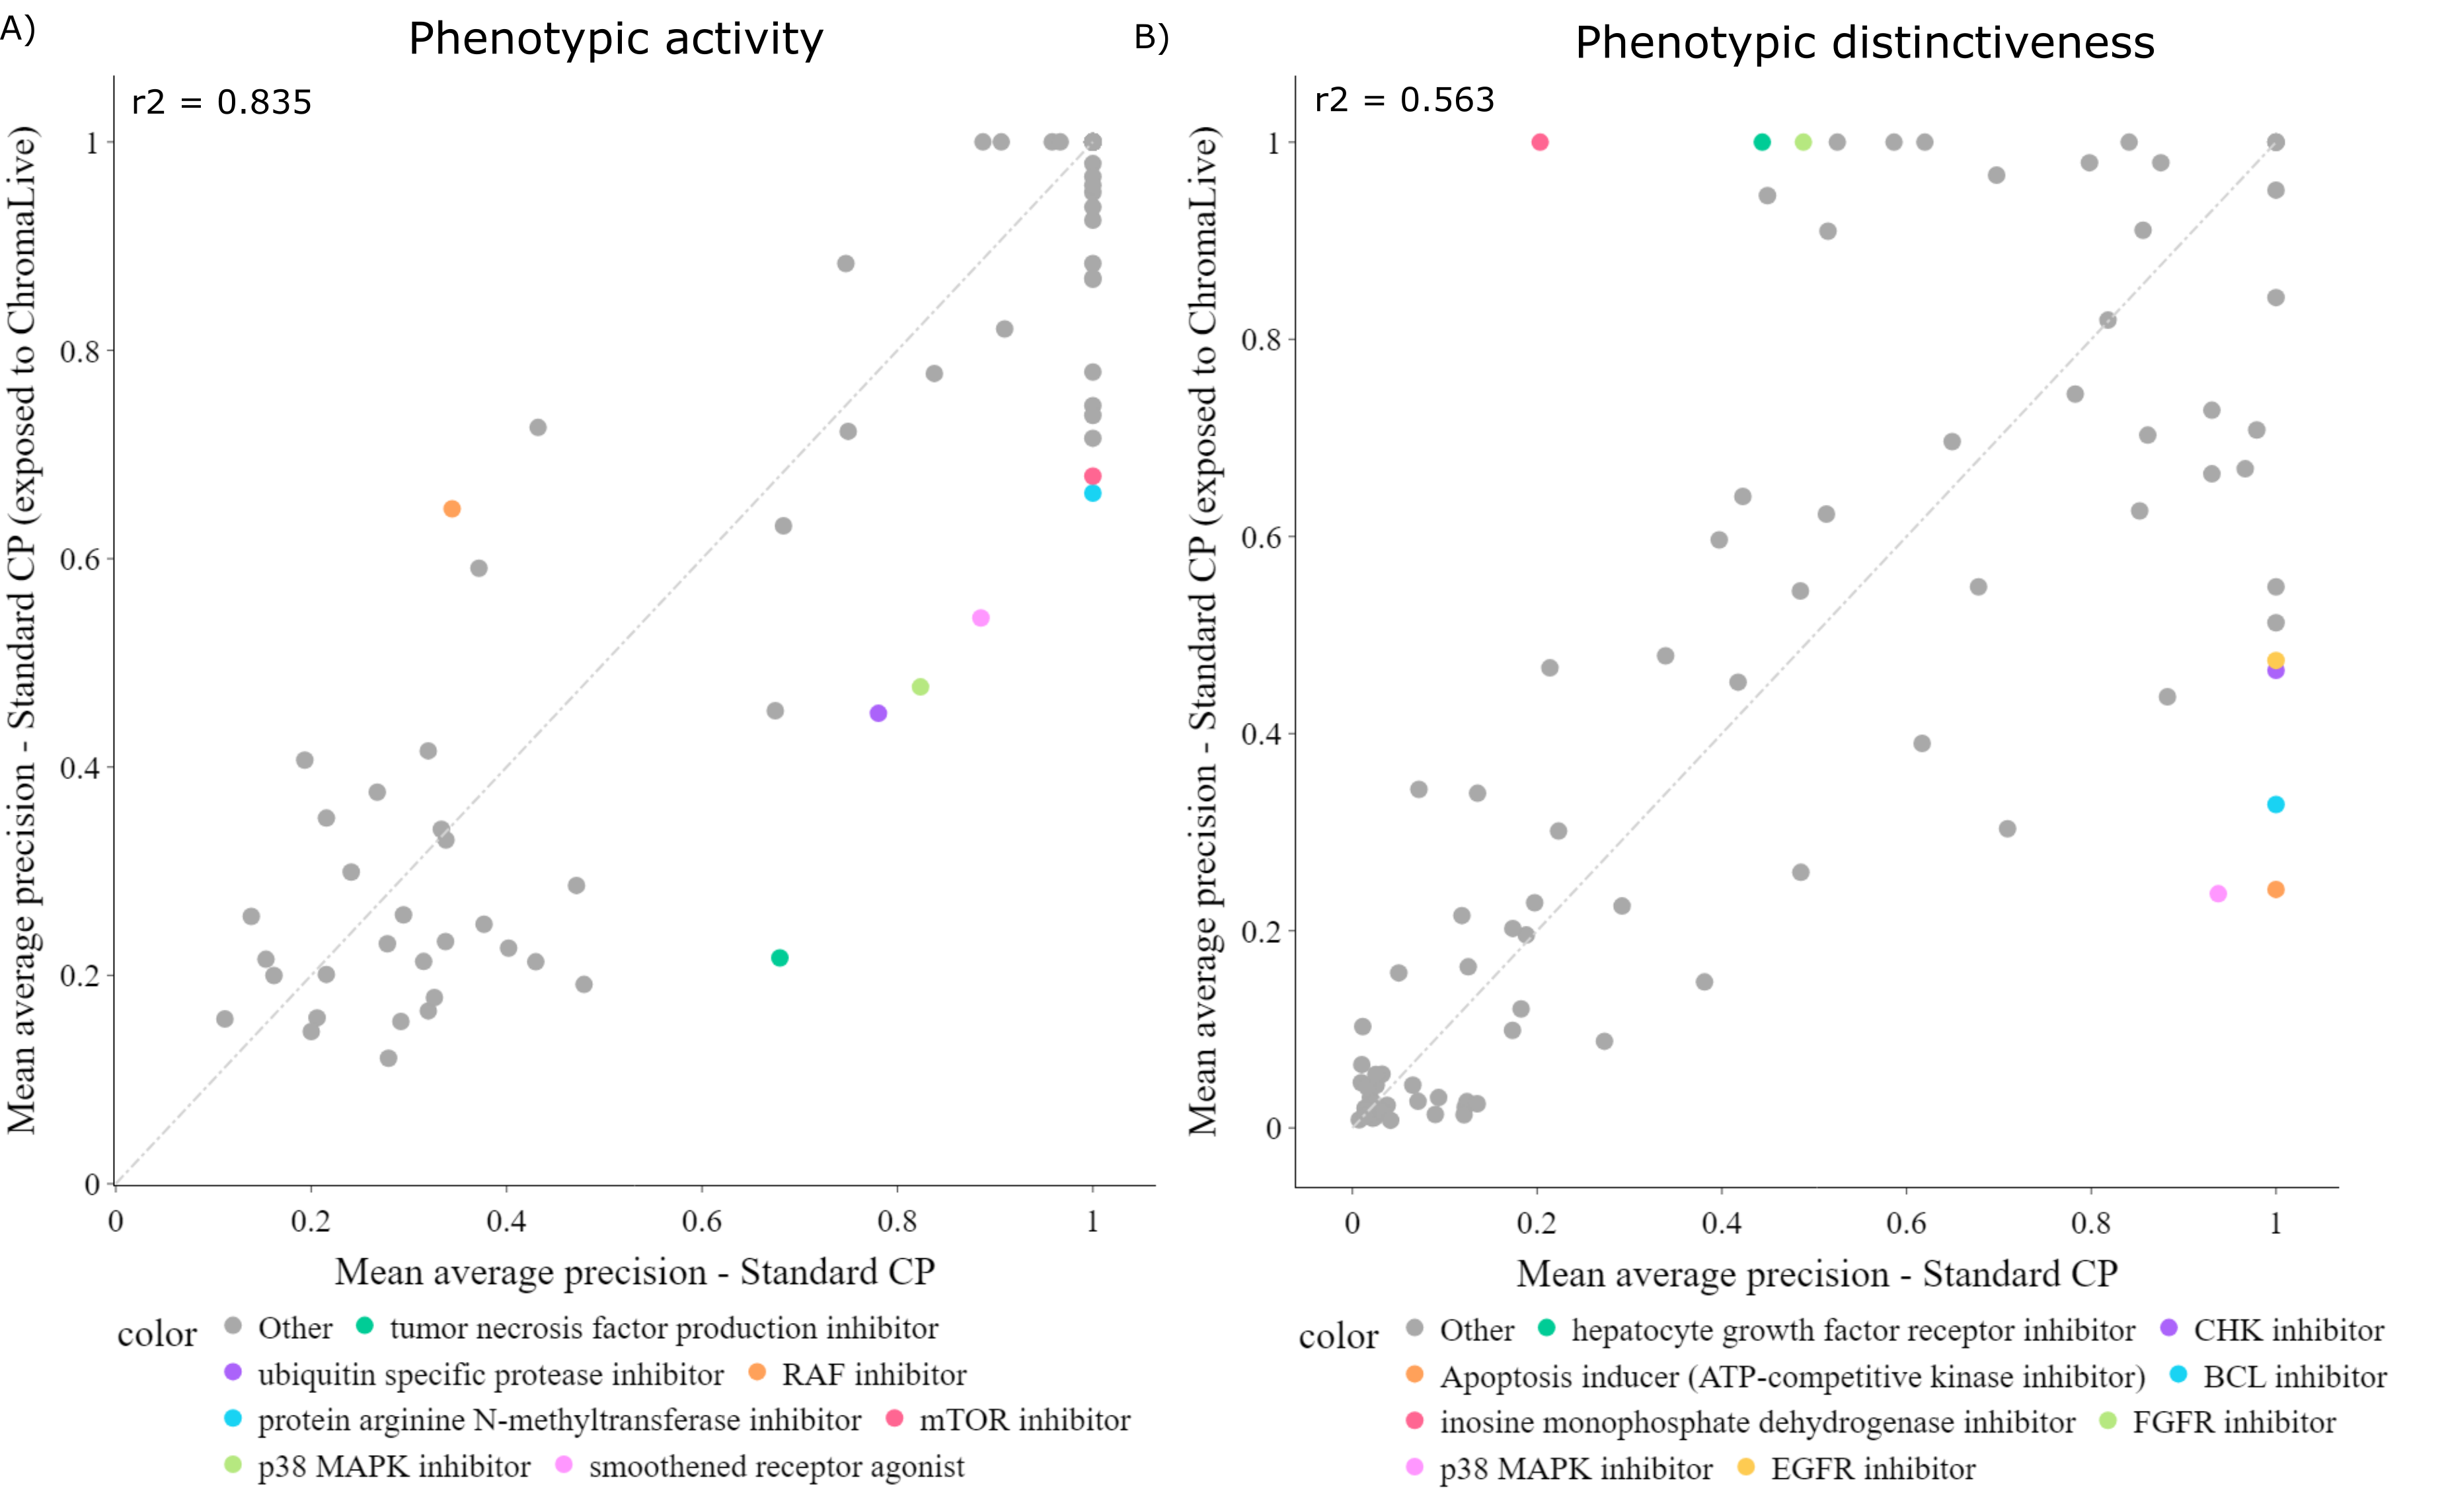 A)
Phenotypic activity
r2 = 0.835
Mean average precision - Standard CP (exposed to ChromaLive)
1
0.8
0.6
0.4
0.2
0
0 0.2 0.4 0.6 0.8 1
Mean average precision - Standard CP
color Other tumor necrosis factor production inhibitor
ubiquitin specific protease inhibitor RAF inhibitor
protein arginine N-methyltransferase inhibitor mTOR inhibitor
p38 MAPK inhibitor smoothened receptor agonist
B)
Phenotypic distinctiveness
r2 = 0.563
Mean average precision - Standard CP (exposed to ChromaLive)
1
0.8
0.6
0.4
0.2
0
0 0.2 0.4 0.6 0.8 1
Mean average precision - Standard CP
color Other hepatocyte growth factor receptor inhibitor CHK inhibitor
Apoptosis inducer (ATP-competitive kinase inhibitor) BCL inhibitor
inosine monophosphate dehydrogenase inhibitor FGFR inhibitor
p38 MAPK inhibitor EGFR inhibitor